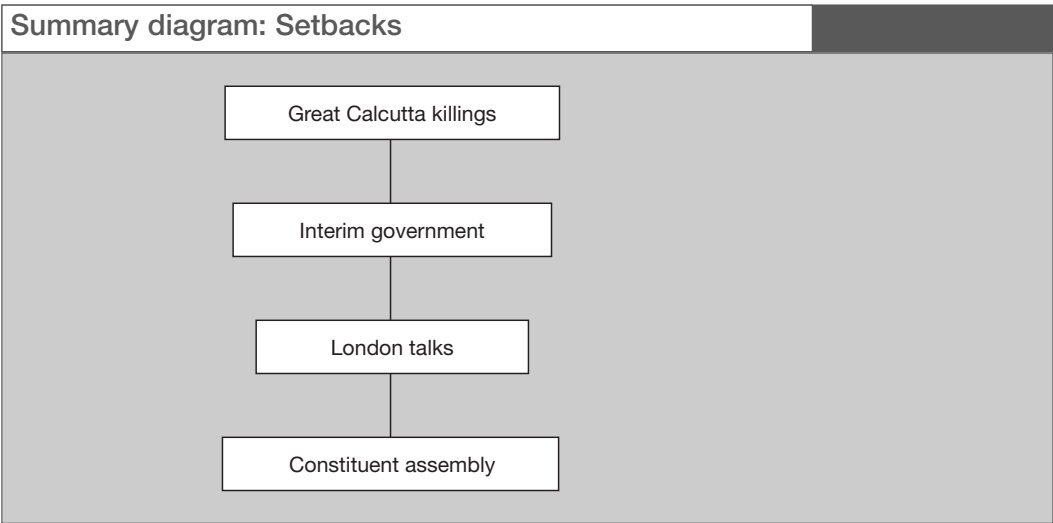 Summary diagram: Setbacks
Great Calcutta killings
Interim government
London talks
Constituent assembly